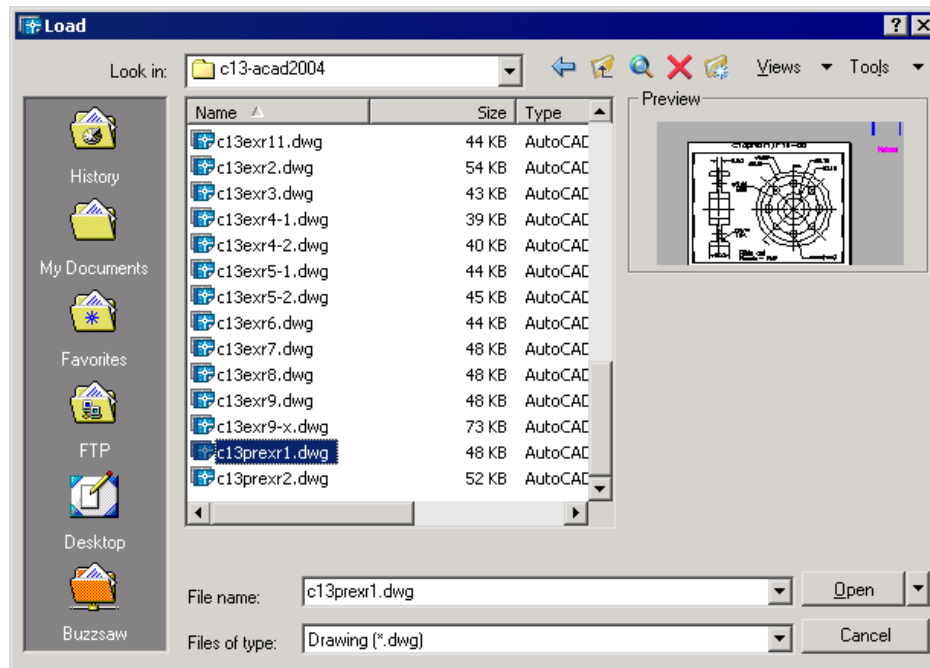 Load
Look in: c13-acad2004 Views Tools
History
My Documents
Favorites
FTP
Desktop
Buzzsaw
Name Size Type
c13exr11.dwg 44 KB AutoCAD
c13exr2.dwg 54 KB AutoCAD
c13exr3.dwg 43 KB AutoCAD
c13exr4-1.dwg 39 KB AutoCAD
c13exr4-2.dwg 40 KB AutoCAD
c13exr5-1.dwg 44 KB AutoCAD
c13exr5-2.dwg 45 KB AutoCAD
c13exr6.dwg 44 KB AutoCAD
c13exr7.dwg 48 KB AutoCAD
c13exr8.dwg 48 KB AutoCAD
c13exr9.dwg 48 KB AutoCAD
c13exr9-x.dwg 73 KB AutoCAD
c13prexr1.dwg 48 KB AutoCAD
c13prexr2.dwg 52 KB AutoCAD
Preview
File name: c13prexr1.dwg Open
Files of type: Drawing (*.dwg) Cancel